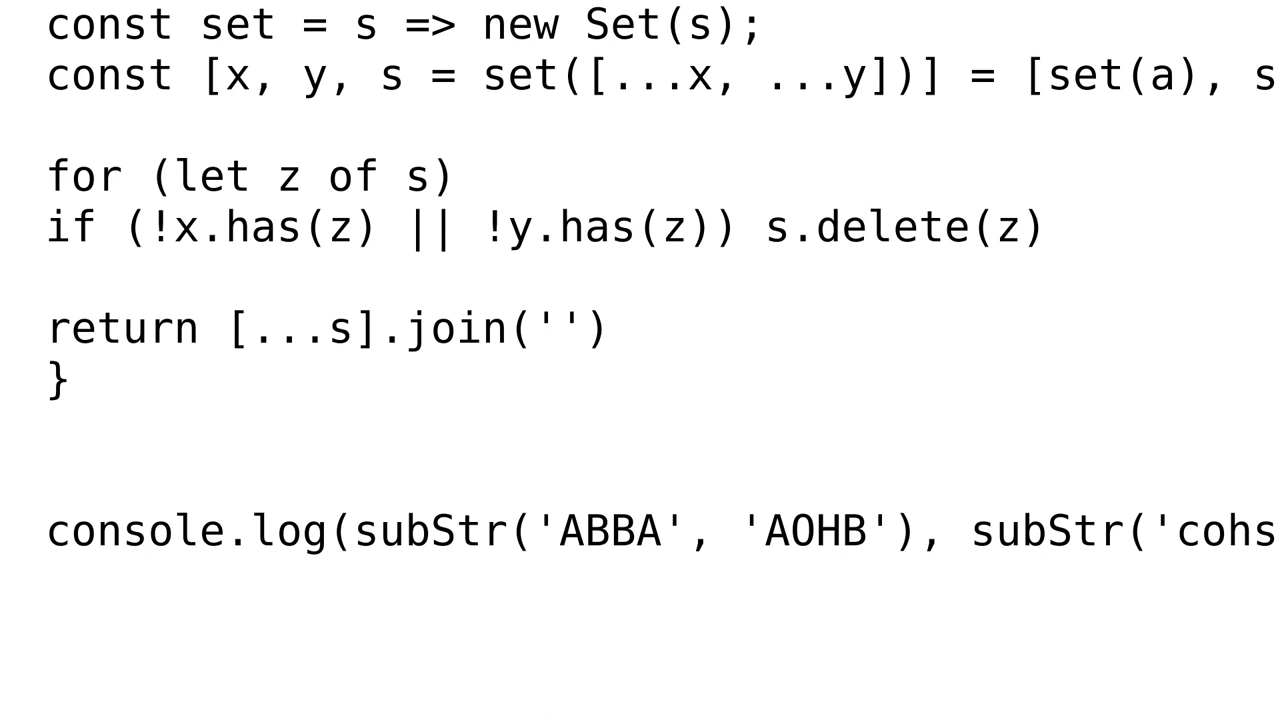 const set = s => new Set(s);
const [x, y, s = set([...x, ...y])] = [set(a), s
for (let z of s)
if (!x.has(z) || !y.has(z)) s.delete(z)
return [...s].join('')
}
console.log(subStr('ABBA', 'AOHB'), subStr('cohs